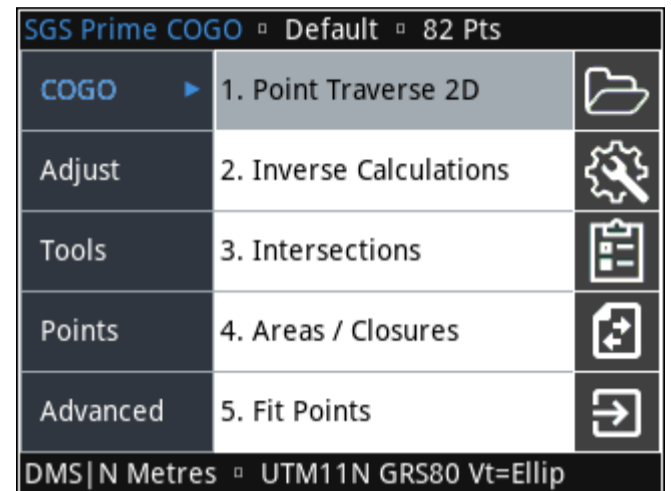 SGS Prime COGO ▫ Default ▫ 82 Pts
COGO ▶ 1. Point Traverse 2D
Adjust 2. Inverse Calculations
Tools 3. Intersections
Points 4. Areas / Closures
Advanced 5. Fit Points
DMS|N Metres ▫ UTM11N GRS80 Vt=Ellip